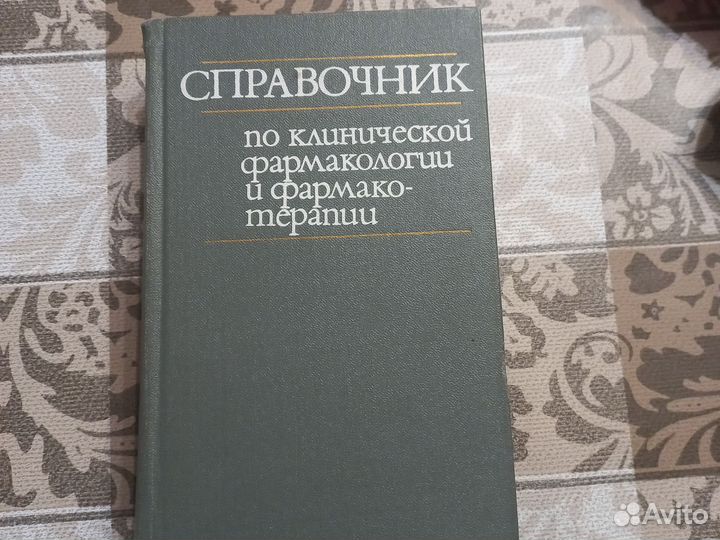 СПРАВОЧНИК
по клинической
фармакологии
и фармако-
терапии
Avito